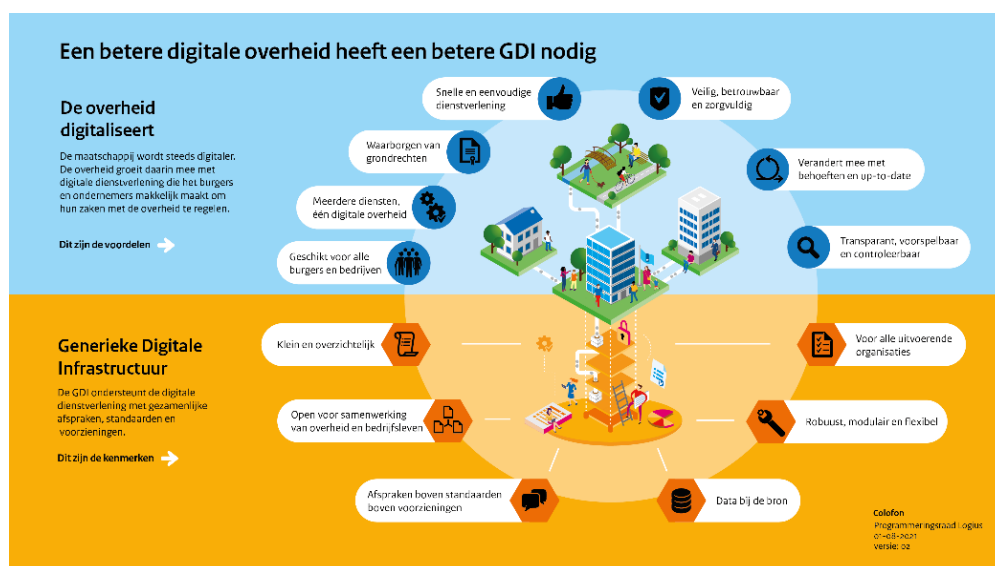 Een betere digitale overheid heeft een betere GDI nodig
De overheid
digitaliseert
De maatschappij wordt steeds digitaler.
De overheid groeit daarin mee met
digitale dienstverlening die het burgers
en ondernemers makkelijk maakt om
hun zaken met de overheid te regelen.
Dit zijn de voordelen
Snelle en eenvoudige
dienstverlening
Waarborgen van
grondrechten
Meerdere diensten,
één digitale overheid
Geschikt voor alle
burgers en bedrijven
Veilig, betrouwbaar
en zorgvuldig
Verandert mee met
behoeften en up-to-date
Transparant, voorspelbaar
en controleerbaar
Generieke Digitale
Infrastructuur
De GDI ondersteunt de digitale
dienstverlening met gezamenlijke
afspraken, standaarden en
voorzieningen.
Dit zijn de kenmerken
Klein en overzichtelijk
Open voor samenwerking
van overheid en bedrijfsleven
Afspraken boven standaarden
boven voorzieningen
Voor alle uitvoerende
organisaties
Robuust, modulair en flexibel
Data bij de bron
Colofon
Programmeringsraad Logius
01-08-2021
versie: 02